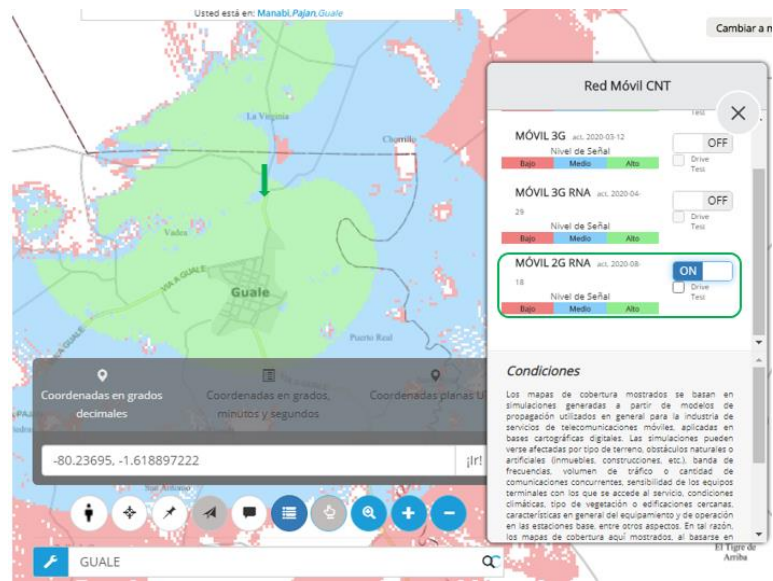 Usted está en: Manabí,Pajan,Guale
Cambiar a m
La Virginia
Chorrillo
Vadea
VIA A GUALE
Guale
Puerto Real
Red Móvil CNT
Test
MÓVIL 3G act. 2020-03-12
OFF
Nivel de Señal
Drive
Test
Bajo Medio Alto
MÓVIL 3G RNA act. 2020-04-
29
OFF
Nivel de Señal
Drive
Test
Bajo Medio Alto
MÓVIL 2G RNA act. 2020-08-
18
ON
Nivel de Señal
Drive
Test
Bajo Medio Alto
Condiciones
Los mapas de cobertura mostrados se basan en
simulaciones generadas a partir de modelos de
propagación utilizados en general para la industria de
servicios de telecomunicaciones móviles, aplicadas en
bases cartográficas digitales. Las simulaciones pueden
verse afectadas por tipo de terreno, obstáculos naturales o
artificiales (inmuebles, construcciones, etc.), banda de
frecuencias, volumen de tráfico o cantidad de
comunicaciones concurrentes, sensibilidad de los equipos
terminales con los que se accede al servicio, condiciones
climáticas, tipo de vegetación o edificaciones cercanas,
características en general del equipamiento y de operación
en las estaciones base, entre otros aspectos. En tal razón,
los mapas de cobertura aquí mostrados, al basarse en
Coordenadas en grados
decimales
Coordenadas en grados,
minutos y segundos
Coordenadas planas U
-80.23695, -1.618897222
¡Ir!
San Antonio
GUALE
El Tigre de
Arriba